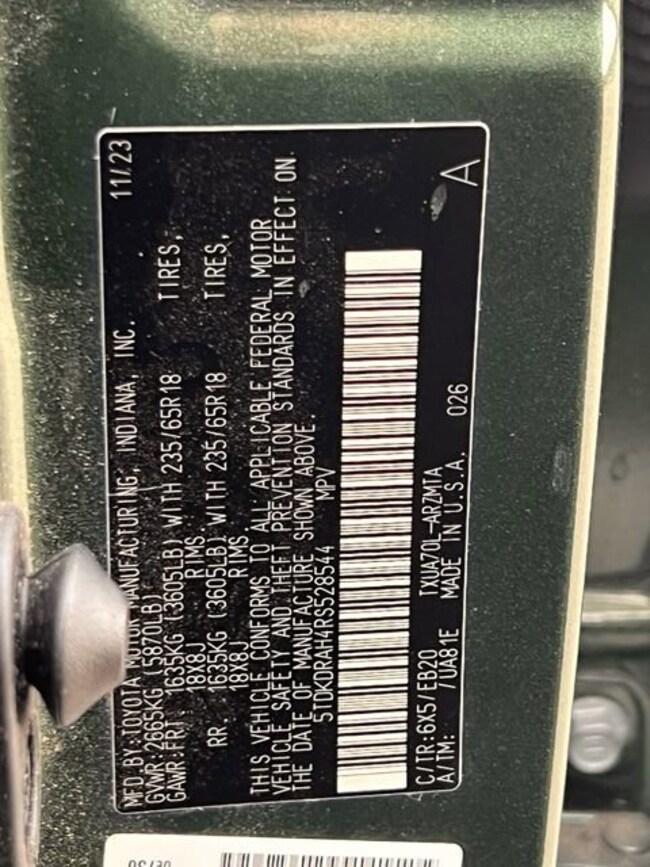 MFD. BY: TOYOTA MOTOR MANUFACTURING, INDIANA, INC. 11/23
GVWR: 2665KG (5870LB)
GAWR: FRT. 1635KG (3605LB) WITH 235/65R18 TIRES,
18X8J RIMS,
RR. 1635KG (3605LB) WITH 235/65R18 TIRES,
18X8J RIMS,
THIS VEHICLE CONFORMS TO ALL APPLICABLE FEDERAL MOTOR
VEHICLE SAFETY AND THEFT PREVENTION STANDARDS IN EFFECT ON
THE DATE OF MANUFACTURE SHOWN ABOVE.
5TDKDRAH4RS528544 MPV
C/TR:6X5/EB20 TXUA70L-ARZMTA
A/TM: /UA81E MADE IN U.S.A. 026 A